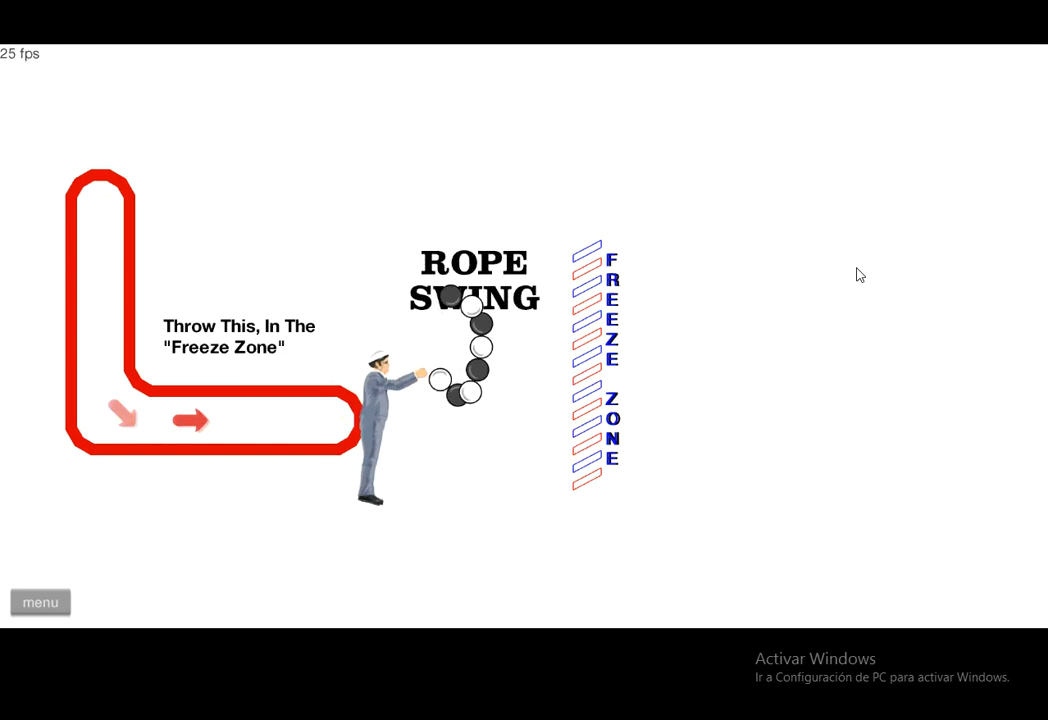 25 fps
ROPE
SWING
Throw This, In The
"Freeze Zone"
FREEZE ZONE
menu
Activar Windows
Ir a Configuración de PC para activar Windows.